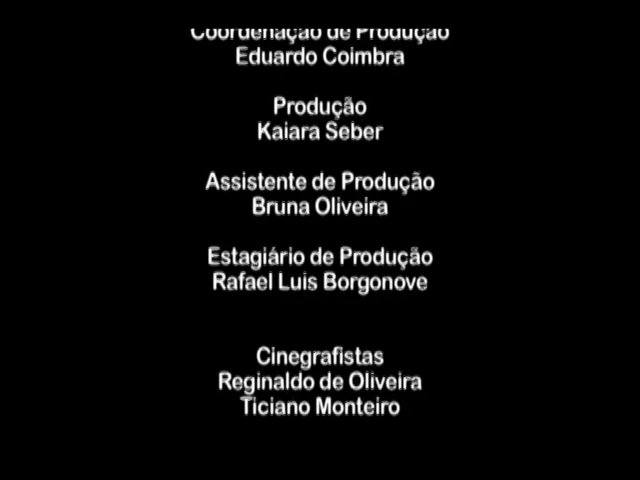 Coordenação de Produção
Eduardo Coimbra
Produção
Kaiara Seber
Assistente de Produção
Bruna Oliveira
Estagiário de Produção
Rafael Luis Borgonove
Cinegrafistas
Reginaldo de Oliveira
Ticiano Monteiro